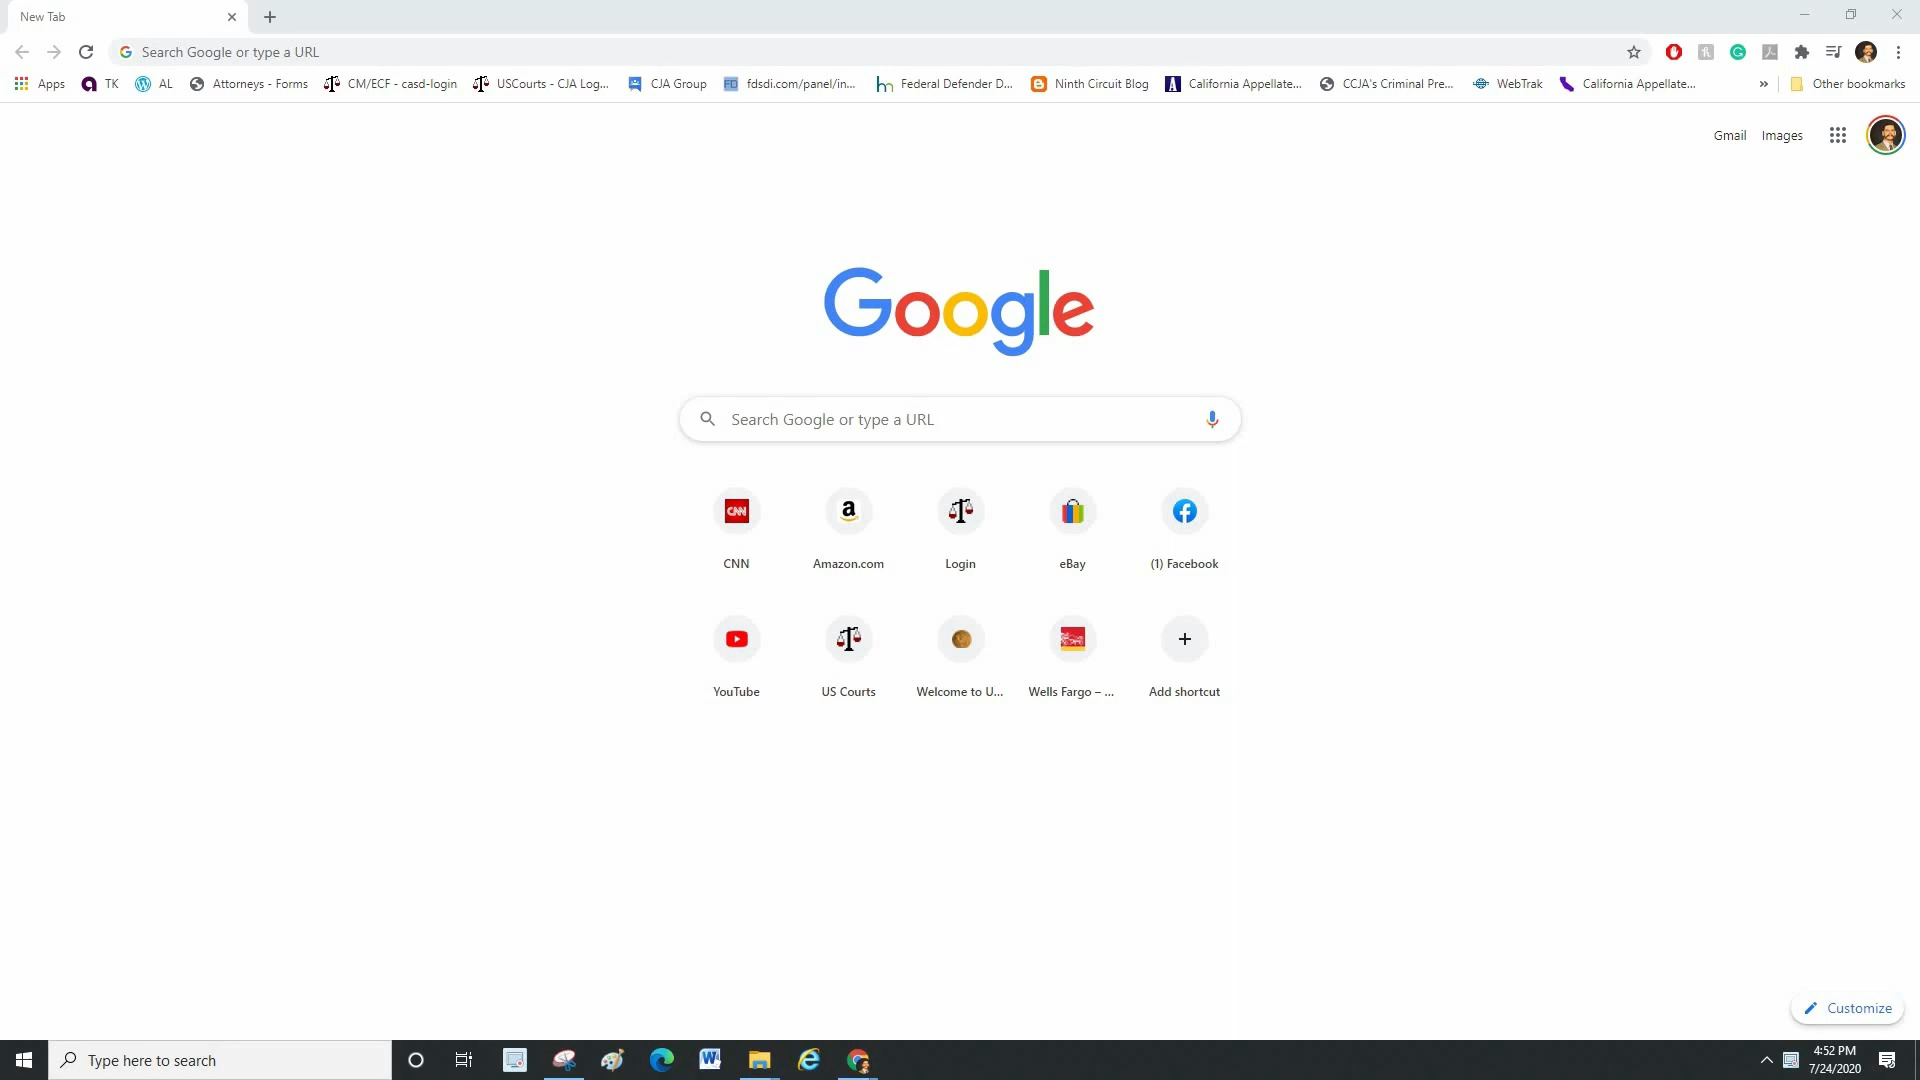 New Tab
Search Google or type a URL
Apps TK AL Attorneys - Forms CM/ECF - casd-login USCourts - CJA Log... CJA Group fdsdi.com/panel/in... Federal Defender D... Ninth Circuit Blog California Appellate... CCJA's Criminal Pre... WebTrak California Appellate... » Other bookmarks
Gmail Images
Google
Search Google or type a URL
CNN a
CNN Amazon.com Login eBay (1) Facebook
YouTube US Courts Welcome to U... Wells Fargo – ... Add shortcut
Customize
Type here to search
4:52 PM
7/24/2020